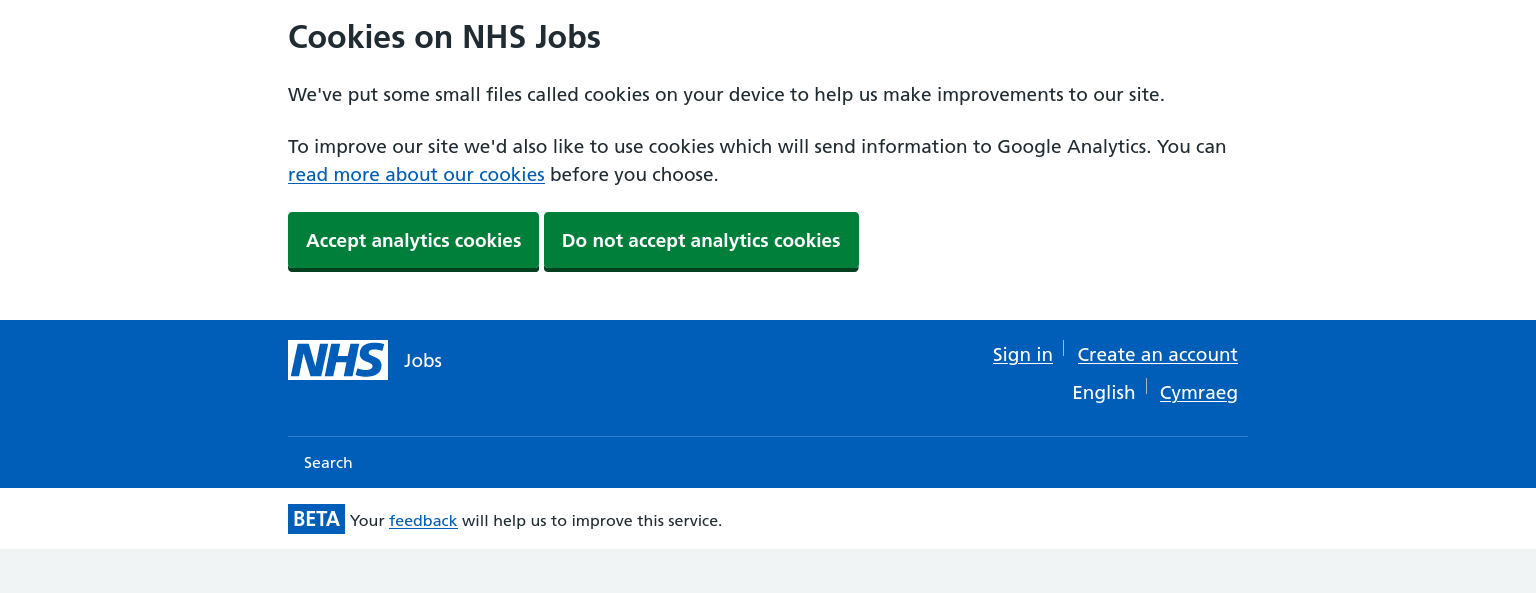 Cookies on NHS Jobs
We've put some small files called cookies on your device to help us make improvements to our site.
To improve our site we'd also like to use cookies which will send information to Google Analytics. You can
read more about our cookies before you choose.
Accept analytics cookies Do not accept analytics cookies
NHS Jobs Sign in Create an account
English Cymraeg
Search
BETA Your feedback will help us to improve this service.